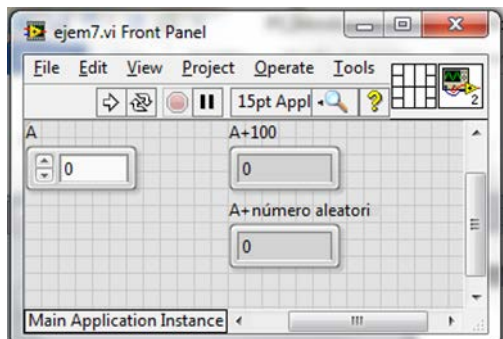 ejem7.vi Front Panel
File Edit View Project Operate Tools
15pt Appl
2
A
0
A+100
0
A+número aleatori
0
Main Application Instance